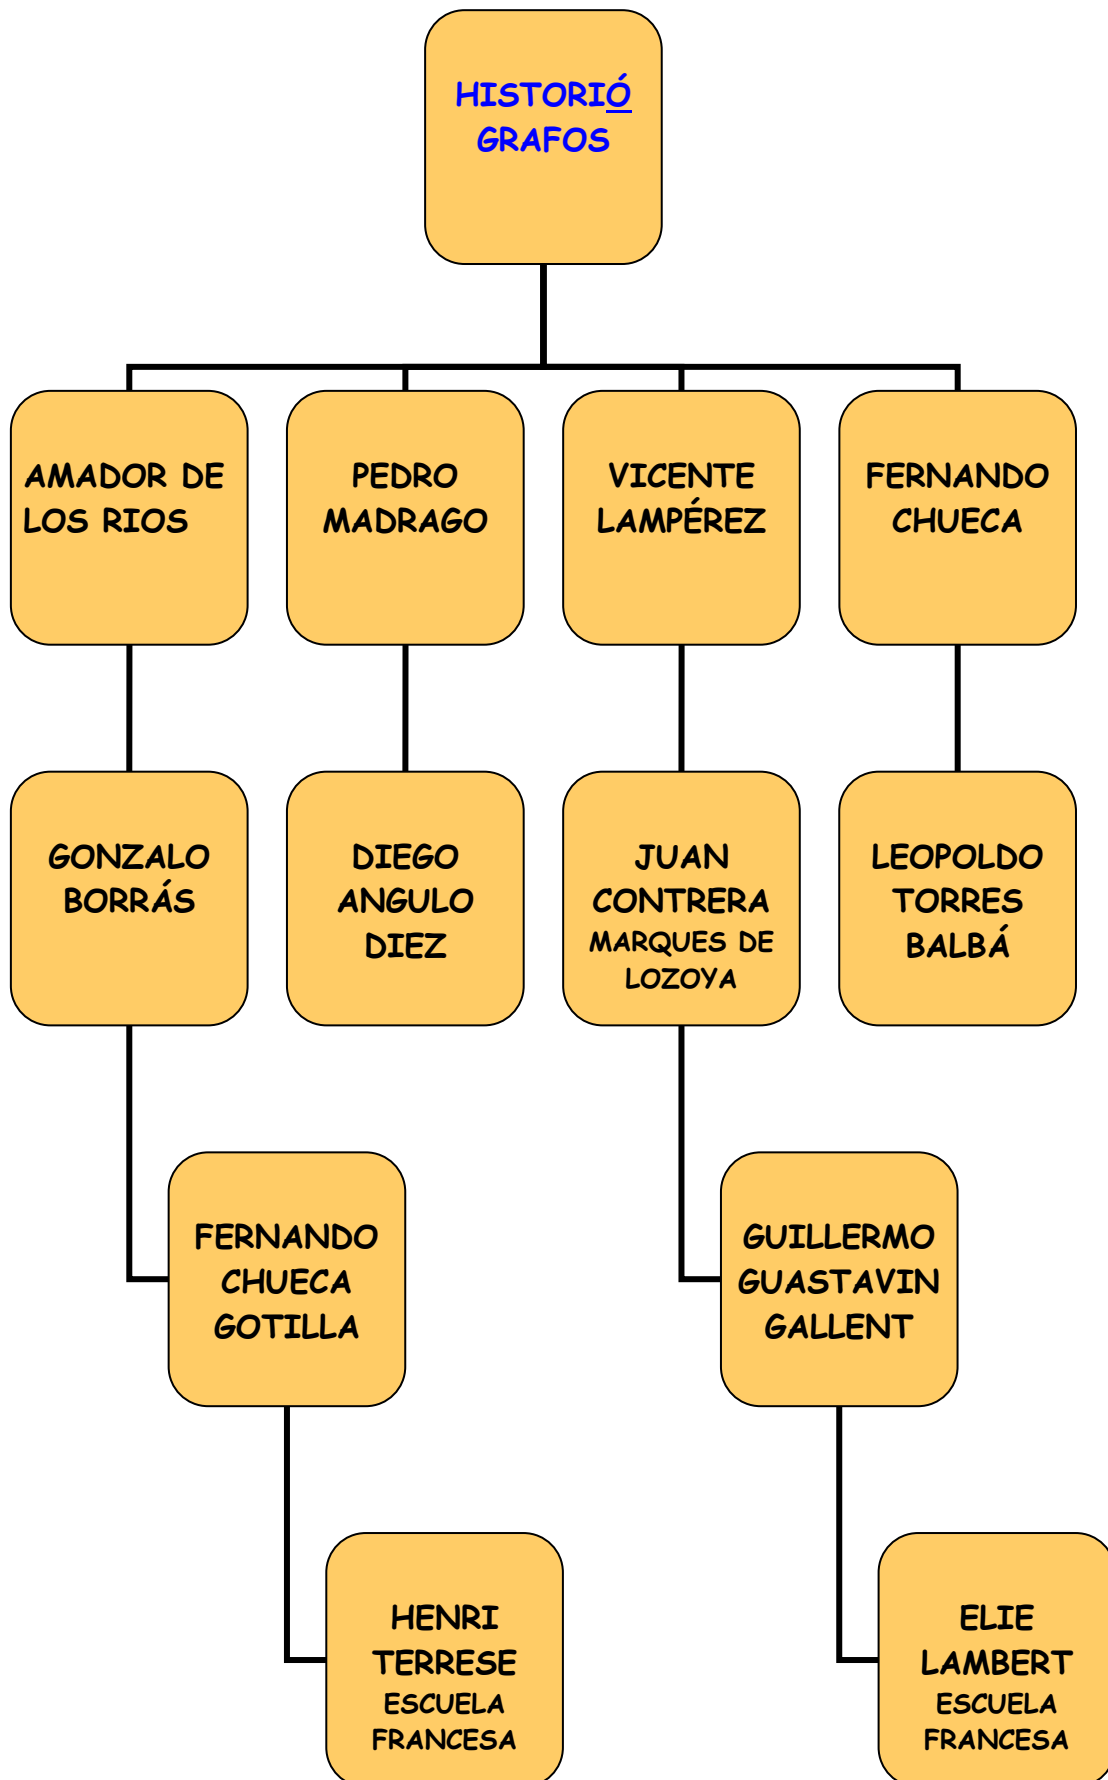 HISTORIÓ
GRAFOS
AMADOR DE
LOS RIOS
PEDRO
MADRAGO
VICENTE
LAMPÉREZ
FERNANDO
CHUECA
GONZALO
BORRÁS
DIEGO
ANGULO
DIEZ
JUAN
CONTRERA
MARQUES DE
LOZOYA
LEOPOLDO
TORRES
BALBÁ
FERNANDO
CHUECA
GOTILLA
GUILLERMO
GUASTAVIN
GALLENT
HENRI
TERRESE
ESCUELA
FRANCESA
ELIE
LAMBERT
ESCUELA
FRANCESA